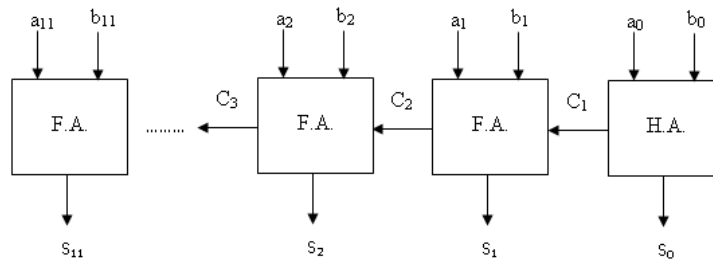 a11 b11 a2 b2 a1 b1 a0 b0
C3 C2 C1
F.A. ......... F.A. F.A. H.A.
s11 s2 s1 s0